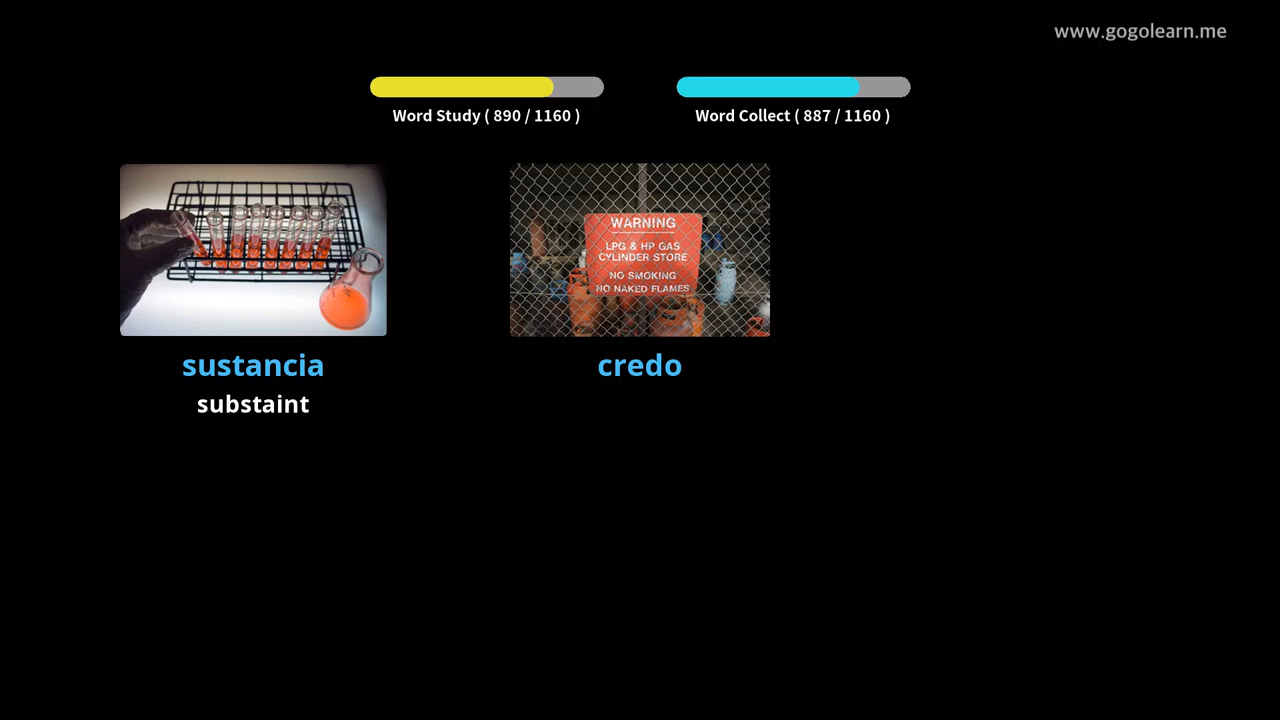 www.gogolearn.me
Word Study ( 890 / 1160 )
Word Collect ( 887 / 1160 )
WARNING
LPG & HP GAS
CYLINDER STORE
NO SMOKING
NO NAKED FLAMES
sustancia
credo
substaint